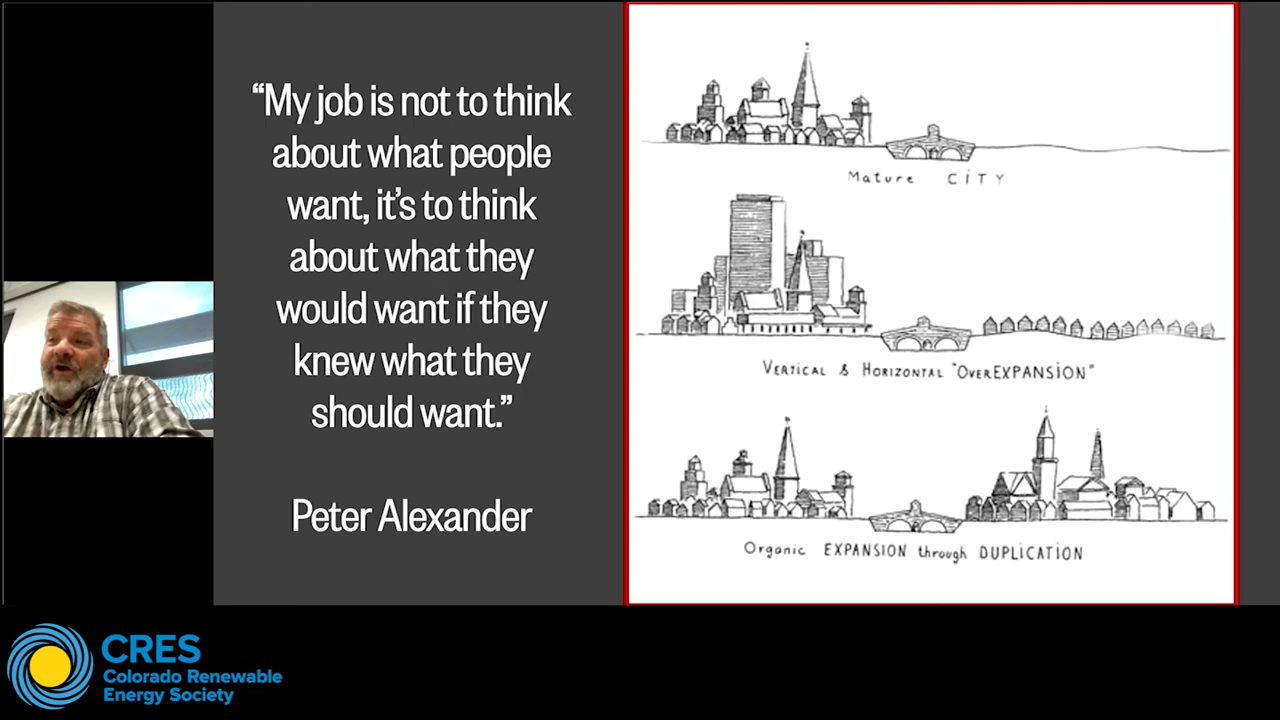 “My job is not to think
about what people
want, it’s to think
about what they
would want if they
knew what they
should want.”
Peter Alexander
Mature CITY
VERTICAL & HORIZONTAL "OVEREXPANSION"
Organic EXPANSION through DUPLICATION
CRES
Colorado Renewable
Energy Society